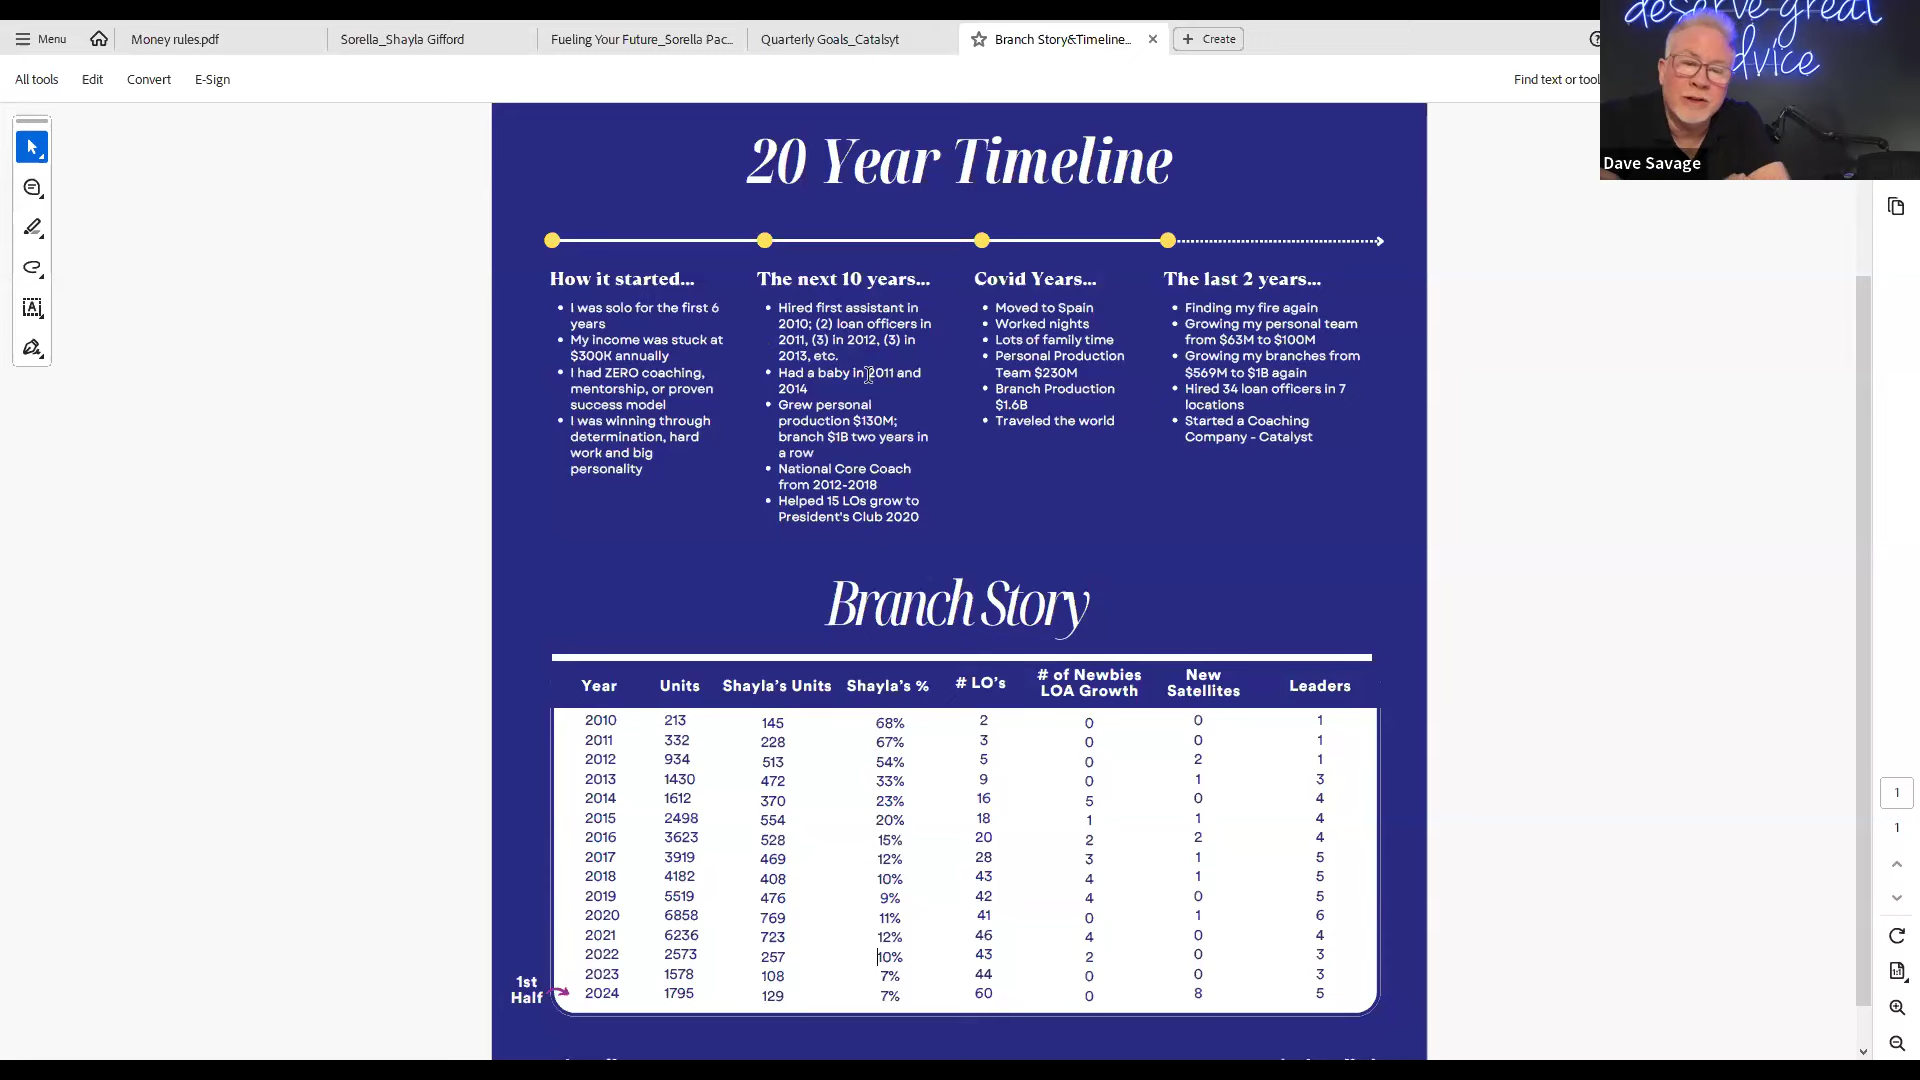 deserve great
dvice
Dave Savage
Menu
Money rules.pdf
Sorella_Shayla Gifford
Fueling Your Future_Sorella Pac...
Quarterly Goals_Catalsyt
Branch Story&Timeline...
Create
All tools
Edit
Convert
E-Sign
Find text or tool
20 Year Timeline
How it started...
I was solo for the first 6
years
My income was stuck at
$300K annually
I had ZERO coaching,
mentorship, or proven
success model
I was winning through
determination, hard
work and big
personality
The next 10 years...
Hired first assistant in
2010; (2) loan officers in
2011, (3) in 2012, (3) in
2013, etc.
Had a baby in 2011 and
2014
Grew personal
production $130M;
branch $1B two years in
a row
National Core Coach
from 2012-2018
Helped 15 LOs grow to
President's Club 2020
Covid Years...
Moved to Spain
Worked nights
Lots of family time
Personal Production
Team $230M
Branch Production
$1.6B
Traveled the world
The last 2 years...
Finding my fire again
Growing my personal team
from $63M to $100M
Growing my branches from
$569M to $1B again
Hired 34 loan officers in 7
locations
Started a Coaching
Company - Catalyst
Branch Story
Year Units Shayla's Units Shayla's % # LO's # of Newbies LOA Growth New Satellites Leaders
2010 213 145 68% 2 0 0 1
2011 332 228 67% 3 0 0 1
2012 934 513 54% 5 0 2 1
2013 1430 472 33% 9 0 1 3
2014 1612 370 23% 16 5 0 4
2015 2498 554 20% 18 1 1 4
2016 3623 528 15% 20 2 2 4
2017 3919 469 12% 28 3 1 5
2018 4182 408 10% 43 4 1 5
2019 5519 476 9% 42 4 0 5
2020 6858 769 11% 41 0 1 6
2021 6236 723 12% 46 4 0 4
2022 2573 257 10% 43 2 0 3
2023 1578 108 7% 44 0 0 3
1st
Half
2024 1795 129 7% 60 0 8 5
1
1